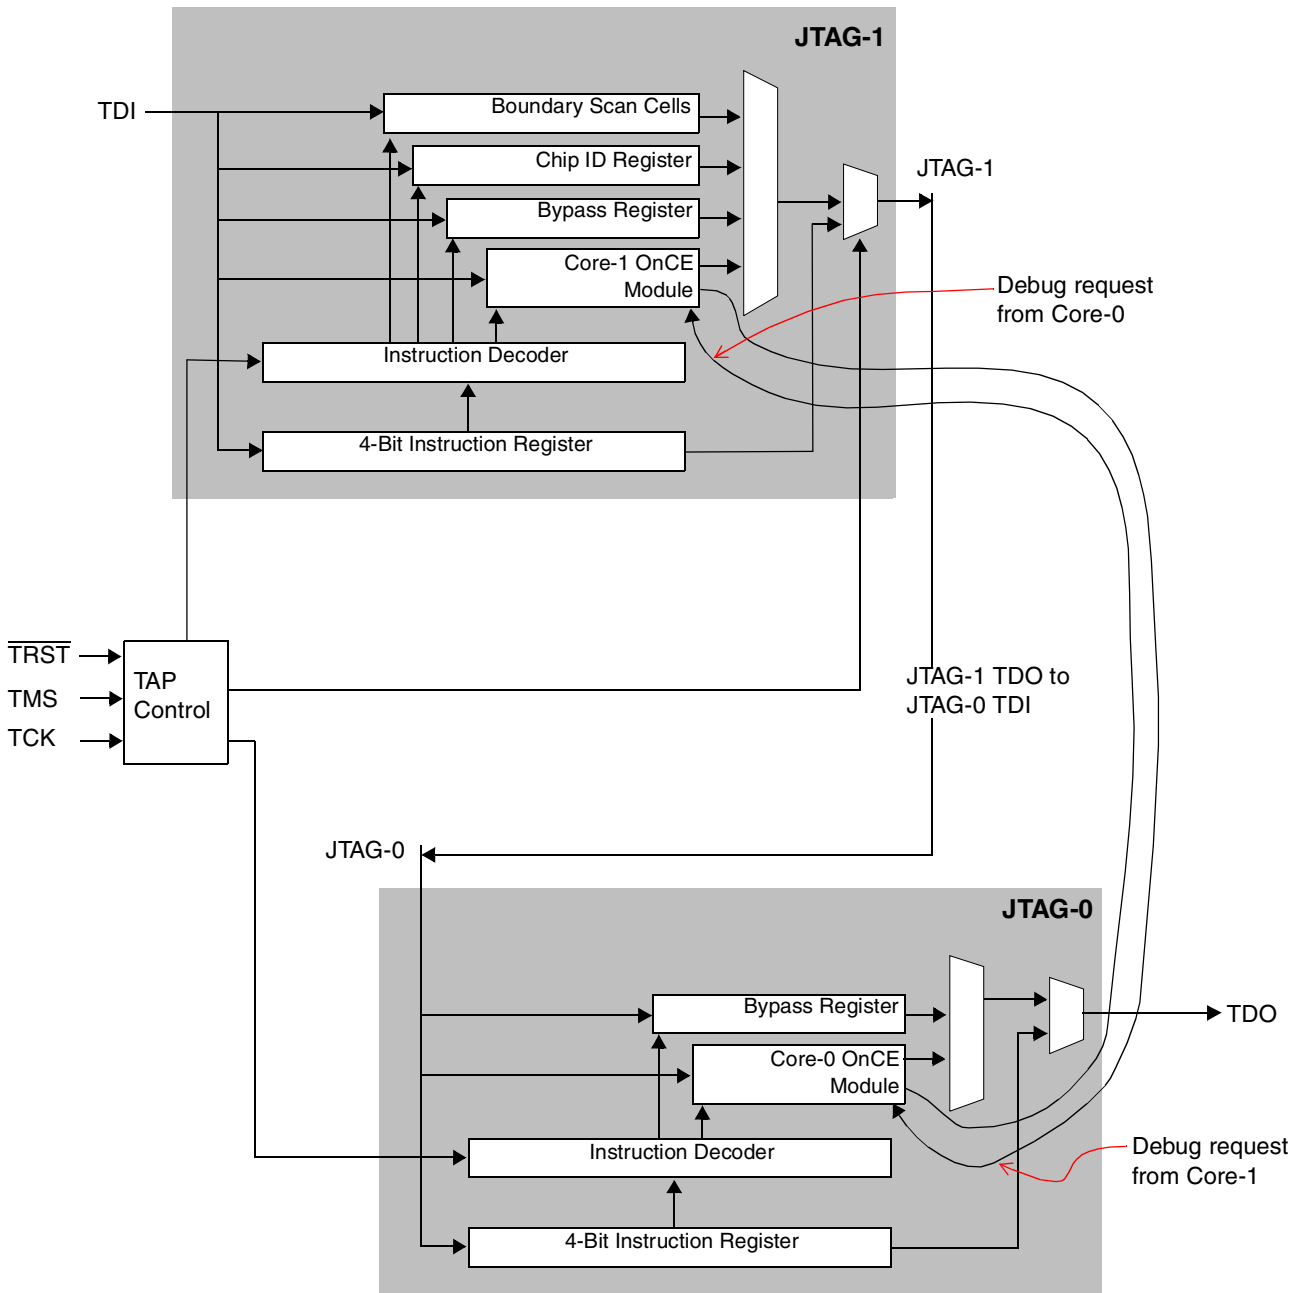 JTAG-1
TDI
Boundary Scan Cells
Chip ID Register
JTAG-1
Bypass Register
Core-1 OnCE
Module
Debug request
from Core-0
Instruction Decoder
4-Bit Instruction Register
TRST
TMS
TCK
TAP
Control
JTAG-1 TDO to
JTAG-0 TDI
JTAG-0
JTAG-0
Bypass Register
TDO
Core-0 OnCE
Module
Instruction Decoder
Debug request
from Core-1
4-Bit Instruction Register